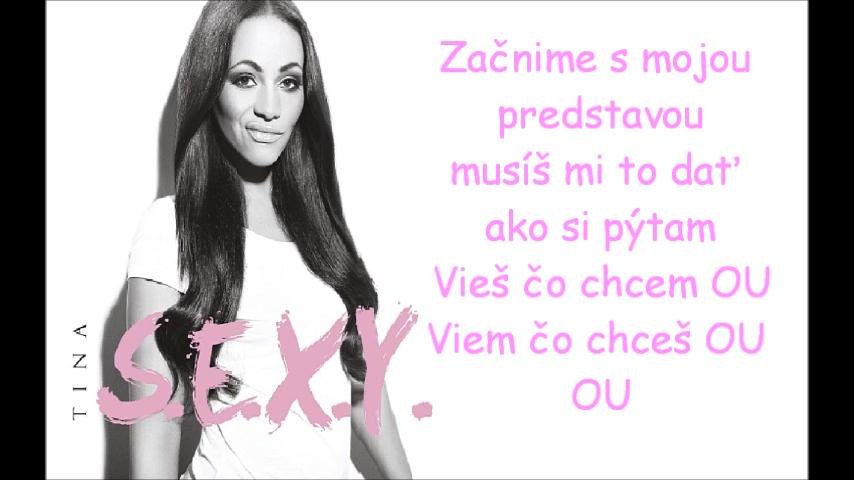 Začnime s mojou
predstavou
musíš mi to dať
ako si pýtam
Vieš čo chcem OU
Viem čo chceš OU
OU
TINA
S.E.X.Y.